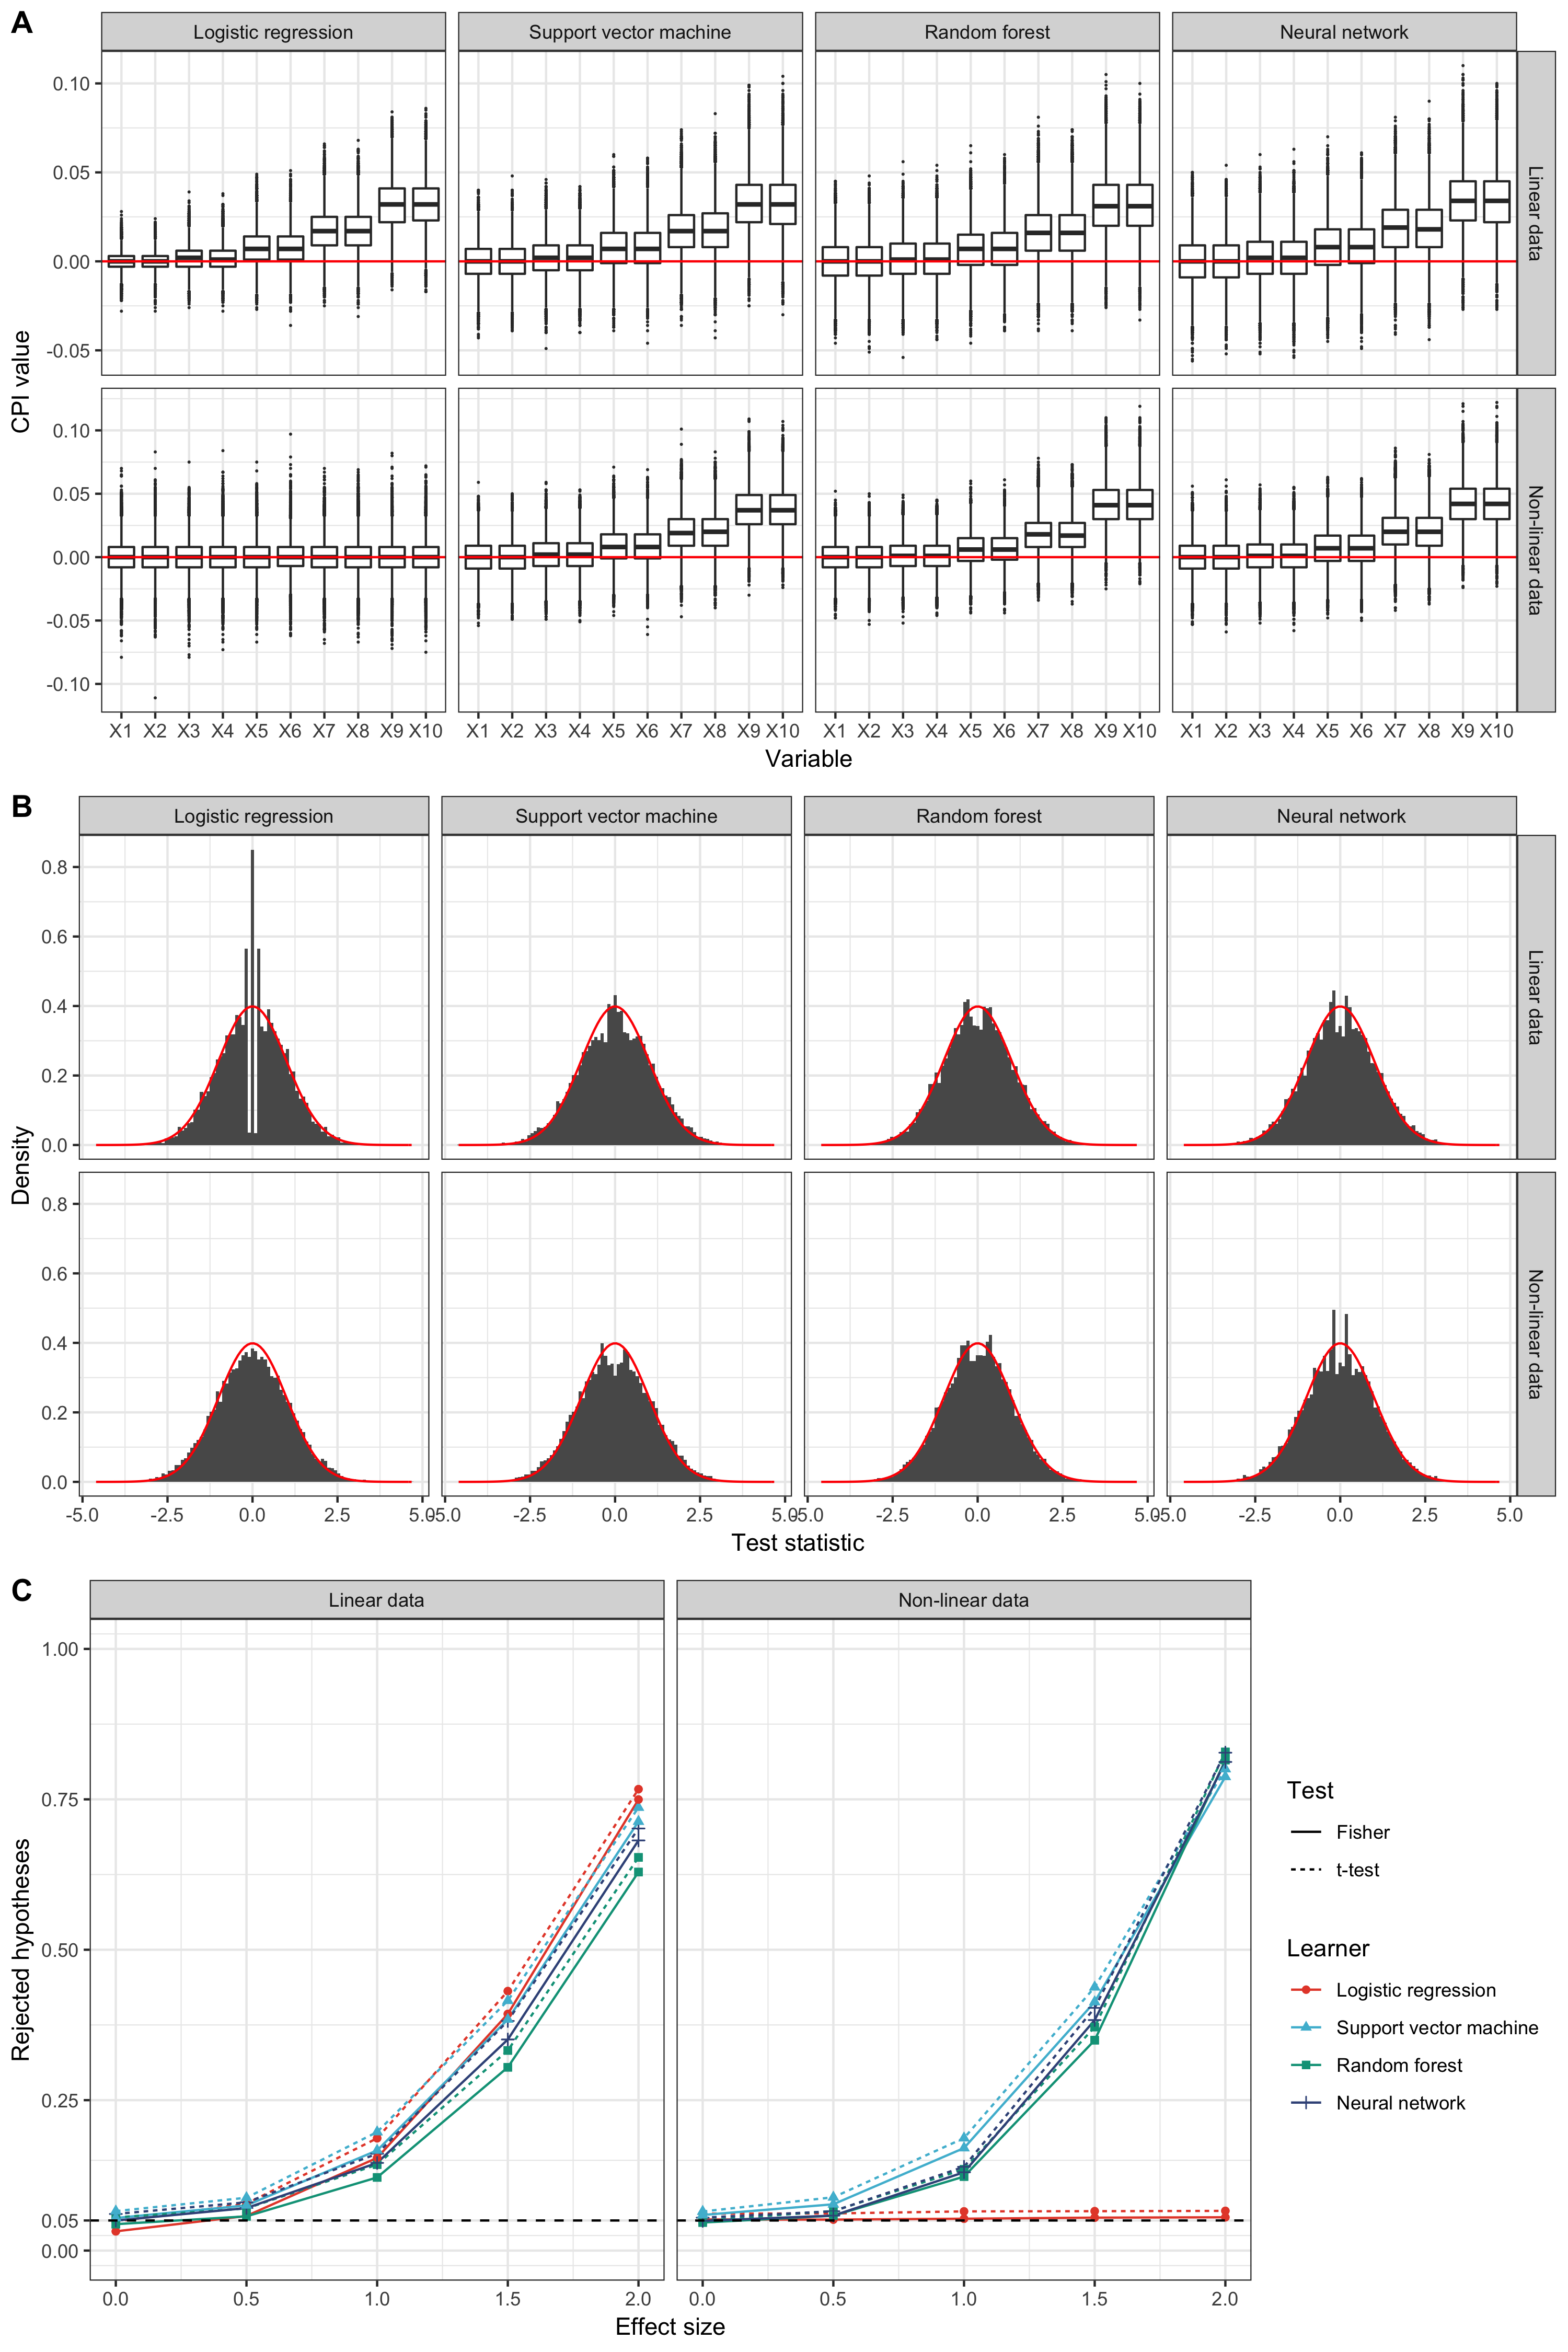 A
Logistic regression Support vector machine Random forest Neural network
0.10
0.05
0.00
-0.05
Linear data
CPI value
0.10
0.05
0.00
-0.05
-0.10
Non-linear data
X1 X2 X3 X4 X5 X6 X7 X8 X9 X10 X1 X2 X3 X4 X5 X6 X7 X8 X9 X10 X1 X2 X3 X4 X5 X6 X7 X8 X9 X10 X1 X2 X3 X4 X5 X6 X7 X8 X9 X10
Variable
B
Logistic regression Support vector machine Random forest Neural network
0.8
0.6
0.4
0.2
0.0
Linear data
Density
0.8
0.6
0.4
0.2
0.0
Non-linear data
-5.0 -2.5 0.0 2.5 5.0 -5.0 -2.5 0.0 2.5 5.0 -5.0 -2.5 0.0 2.5 5.0 -5.0 -2.5 0.0 2.5 5.0
Test statistic
C
Linear data Non-linear data
1.00
0.75
0.50
0.25
0.05
0.00
Rejected hypotheses
0.0 0.5 1.0 1.5 2.0 0.0 0.5 1.0 1.5 2.0
Effect size
Test
Fisher
t-test
Learner
Logistic regression
Support vector machine
Random forest
Neural network